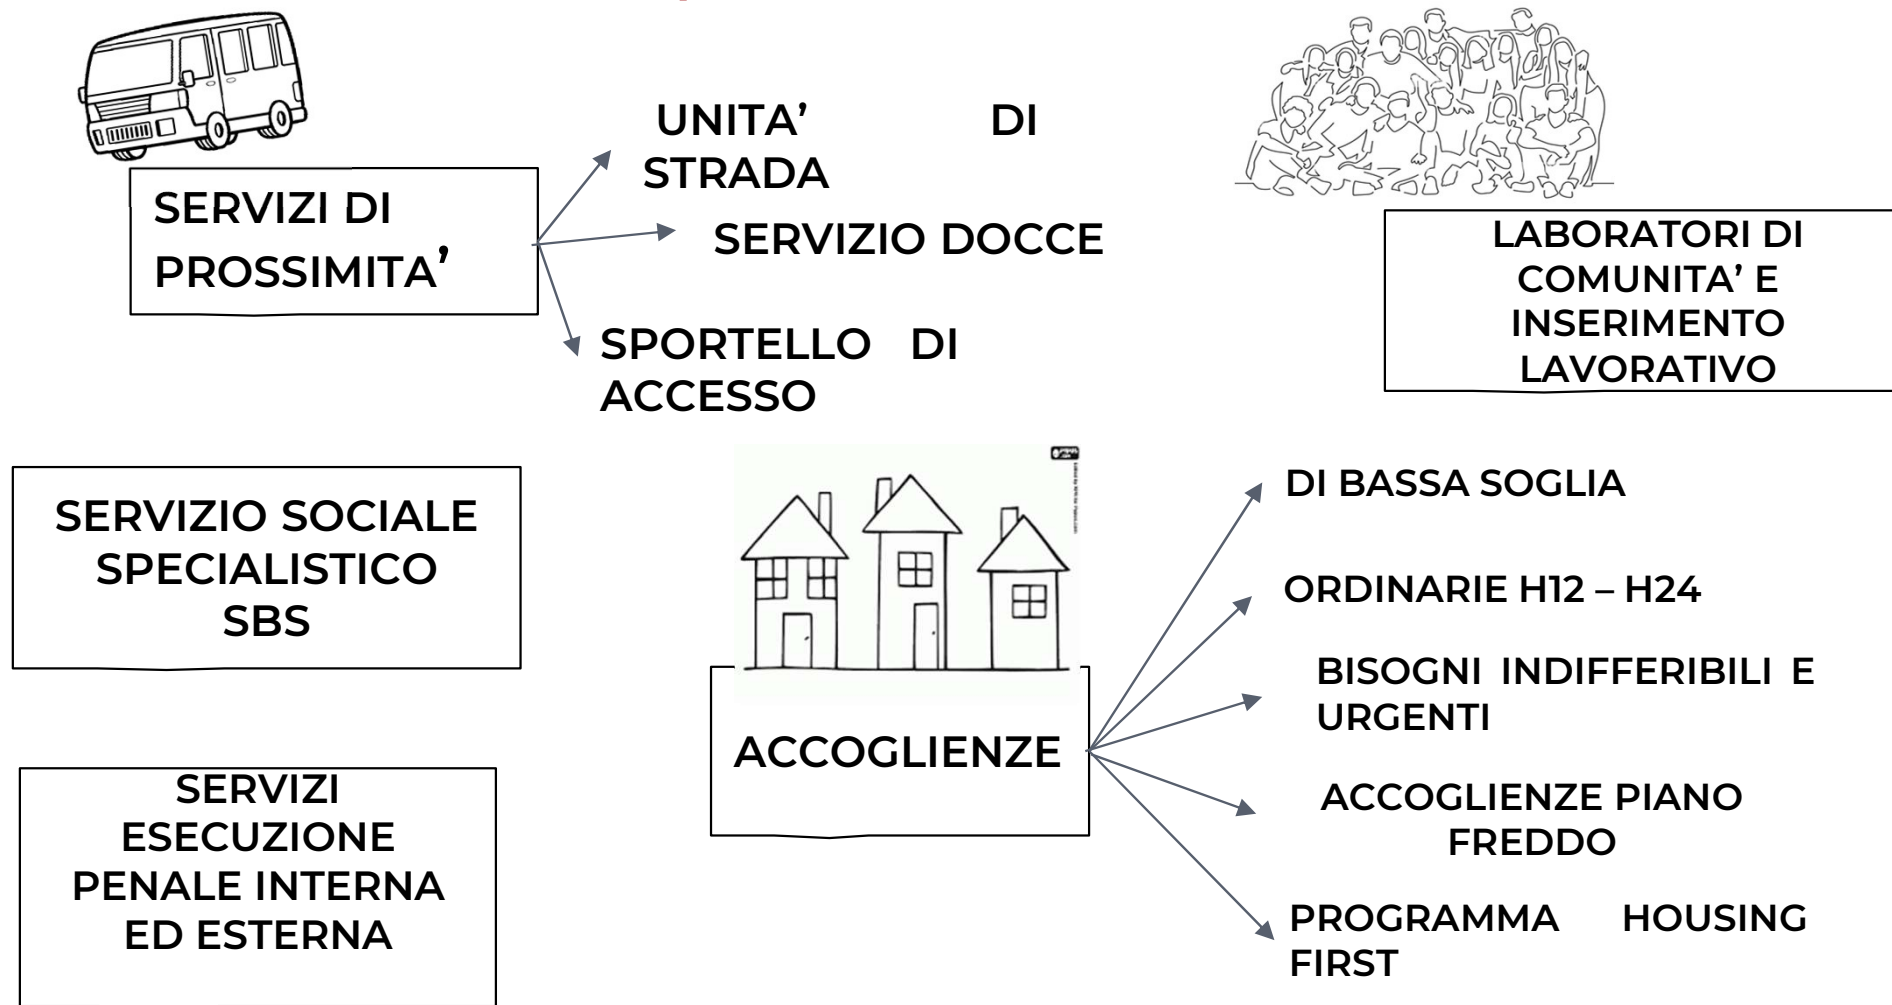 UNITA' DI
STRADA
SERVIZI DI
PROSSIMITA'
SERVIZIO DOCCE
SPORTELLO DI
ACCESSO
LABORATORI DI
COMUNITA' E
INSERIMENTO
LAVORATIVO
SERVIZIO SOCIALE
SPECIALISTICO
SBS
ACCOGLIENZE
DI BASSA SOGLIA
ORDINARIE H12 – H24
BISOGNI INDIFFERIBILI E
URGENTI
ACCOGLIENZE PIANO
FREDDO
PROGRAMMA HOUSING
FIRST
SERVIZI
ESECUZIONE
PENALE INTERNA
ED ESTERNA